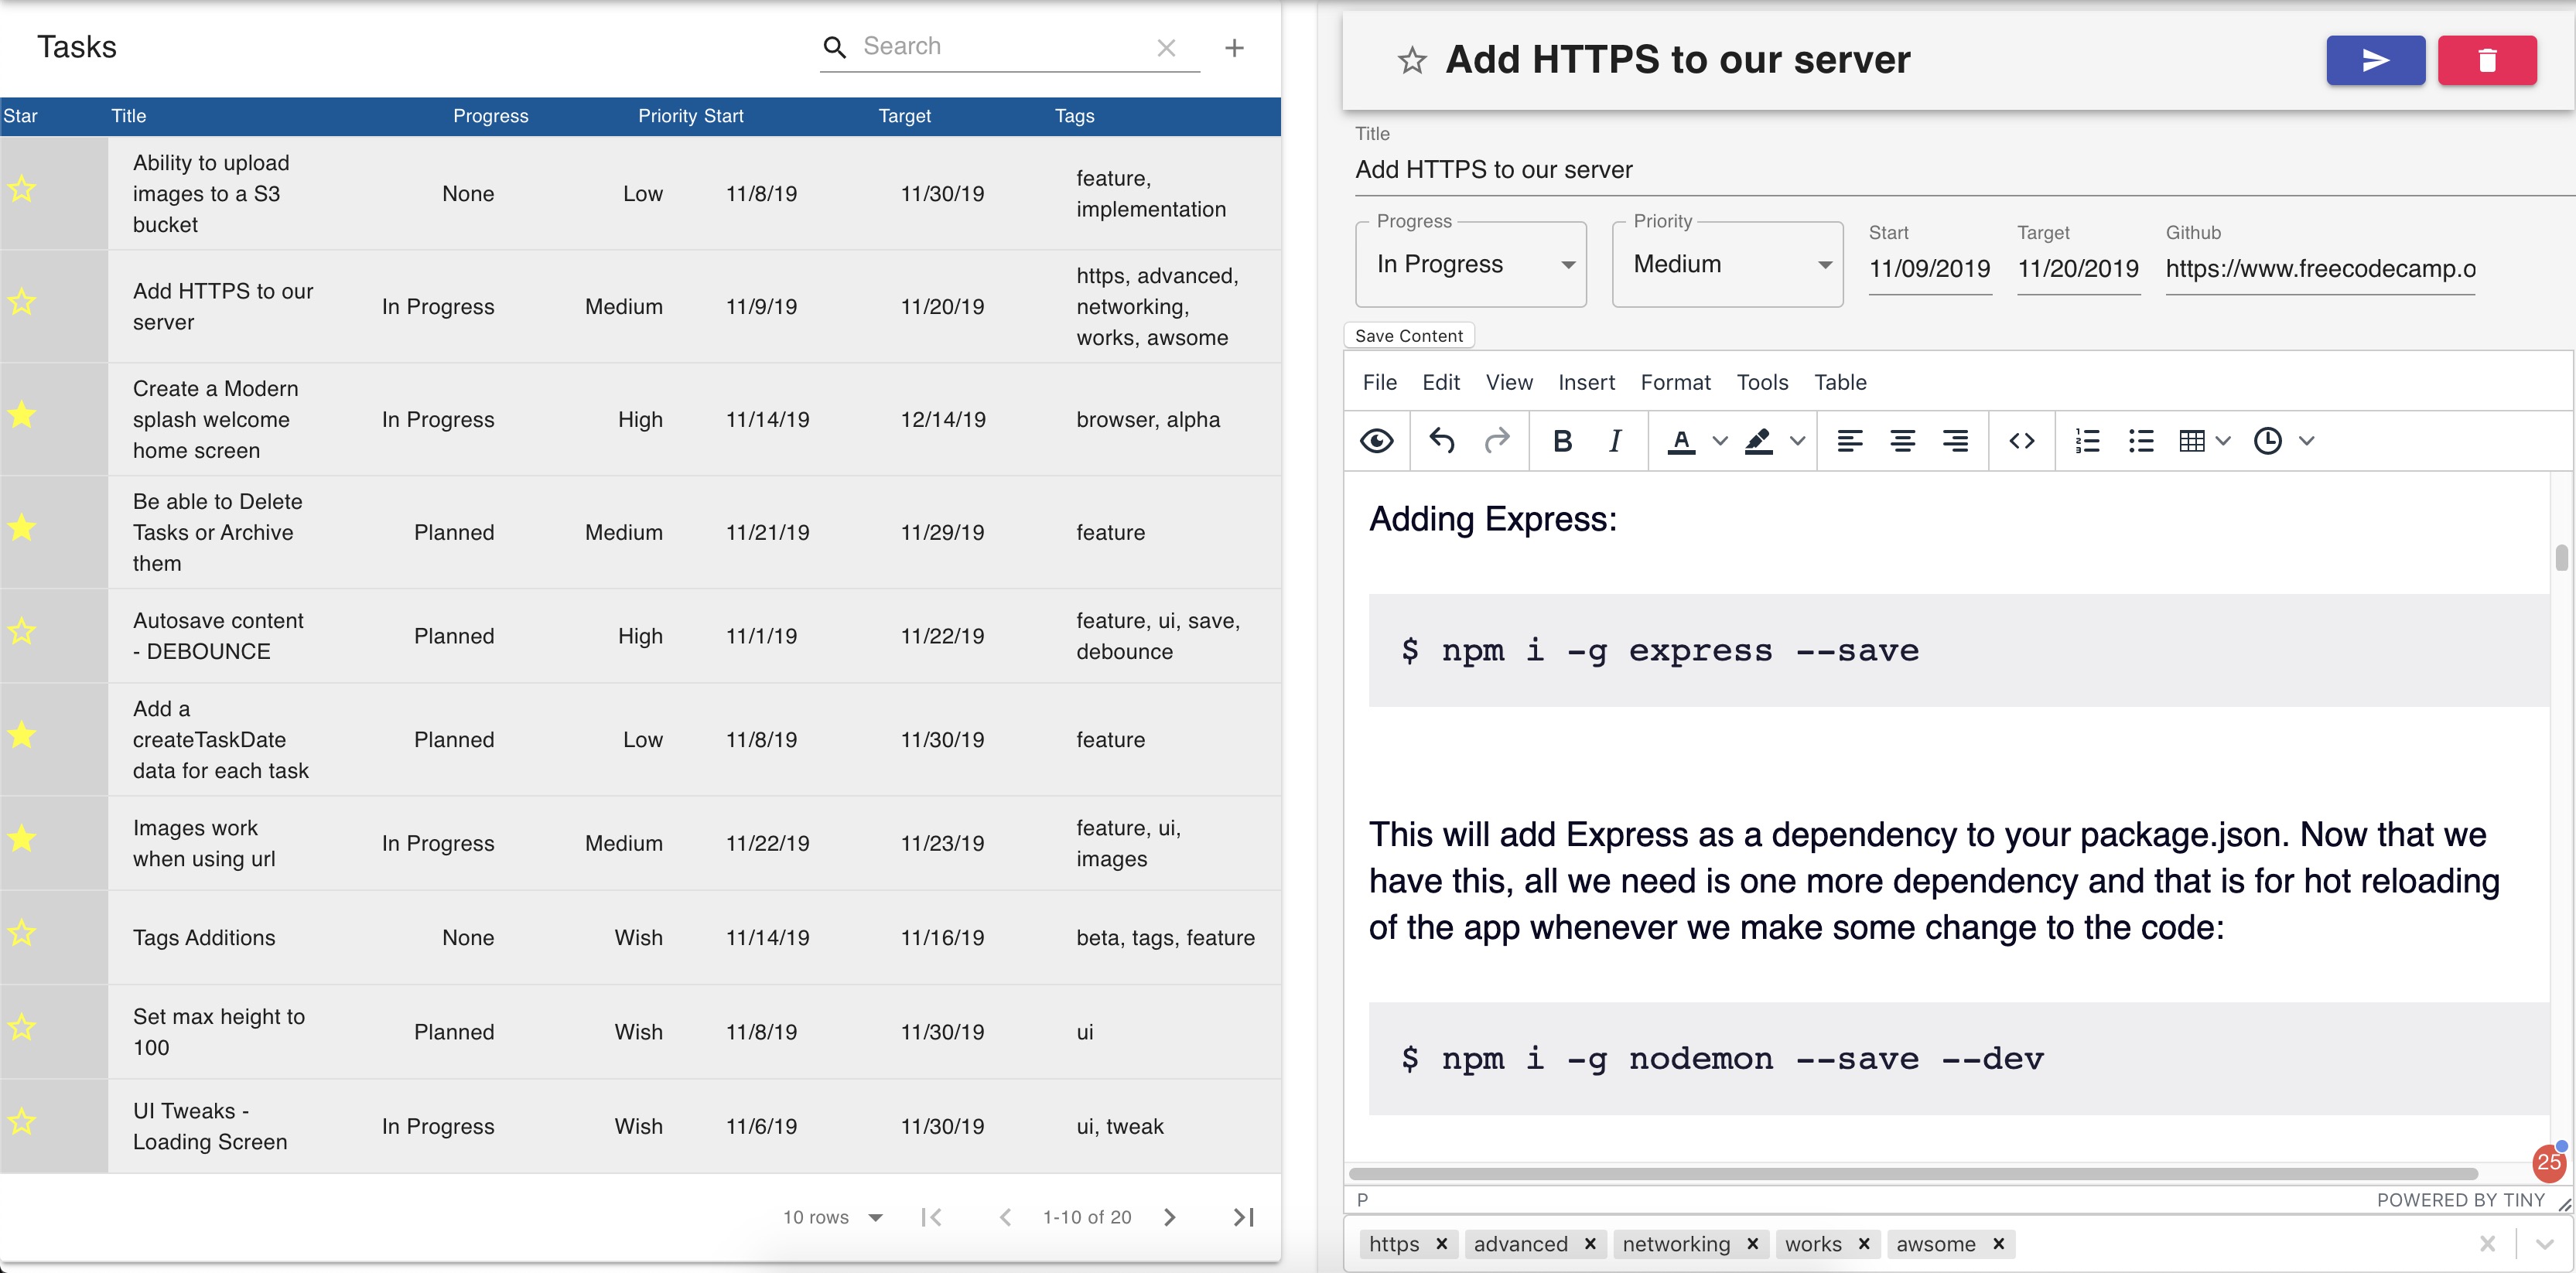 Tasks
Search
Star Title Progress Priority Start Target Tags
Ability to upload
images to a S3
bucket
None Low 11/8/19 11/30/19
feature,
implementation
Add HTTPS to our
server
In Progress Medium 11/9/19 11/20/19
https, advanced,
networking,
works, awsome
Create a Modern
splash welcome
home screen
In Progress High 11/14/19 12/14/19 browser, alpha
Be able to Delete
Tasks or Archive
them
Planned Medium 11/21/19 11/29/19 feature
Autosave content
- DEBOUNCE
Planned High 11/1/19 11/22/19
feature, ui, save,
debounce
Add a
createTaskDate
data for each task
Planned Low 11/8/19 11/30/19 feature
Images work
when using url
In Progress Medium 11/22/19 11/23/19
feature, ui,
images
Tags Additions None Wish 11/14/19 11/16/19 beta, tags, feature
Set max height to
100
Planned Wish 11/8/19 11/30/19 ui
UI Tweaks -
Loading Screen
In Progress Wish 11/6/19 11/30/19 ui, tweak
10 rows 1-10 of 20
Add HTTPS to our server
Title
Add HTTPS to our server
Progress Priority Start Target Github
In Progress Medium 11/09/2019 11/20/2019 https://www.freecodecamp.o
Save Content
File Edit View Insert Format Tools Table
B I A
Adding Express:
$ npm i -g express --save
This will add Express as a dependency to your package.json. Now that we
have this, all we need is one more dependency and that is for hot reloading
of the app whenever we make some change to the code:
$ npm i -g nodemon --save --dev
25
P POWERED BY TINY
https advanced networking works awsome